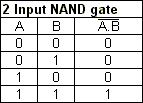 2 Input NAND gate
A B A̅.̅B̅
0 0 0
0 1 0
1 0 0
1 1 1